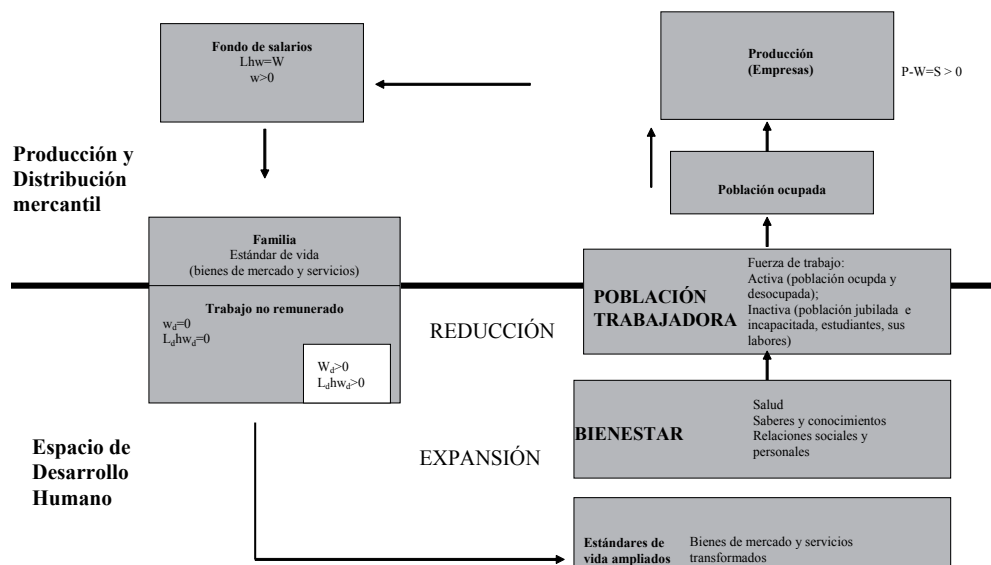 Fondo de salarios
Lhw=W
w>0
Producción
(Empresas)
P-W=S > 0
Producción y
Distribución
mercantil
Población ocupada
Familia
Estándar de vida
(bienes de mercado y servicios)
Trabajo no remunerado
wd=0
Ldhwd=0
Wd>0
Ldhwd>0
REDUCCIÓN
POBLACIÓN
TRABAJADORA
Fuerza de trabajo:
Activa (población ocupda y
desocupada);
Inactiva (población jubilada e
incapacitada, estudiantes, sus
labores)
Espacio de
Desarrollo
Humano
EXPANSIÓN
BIENESTAR
Salud
Saberes y conocimientos
Relaciones sociales y
personales
Estándares de
vida ampliados
Bienes de mercado y servicios
transformados